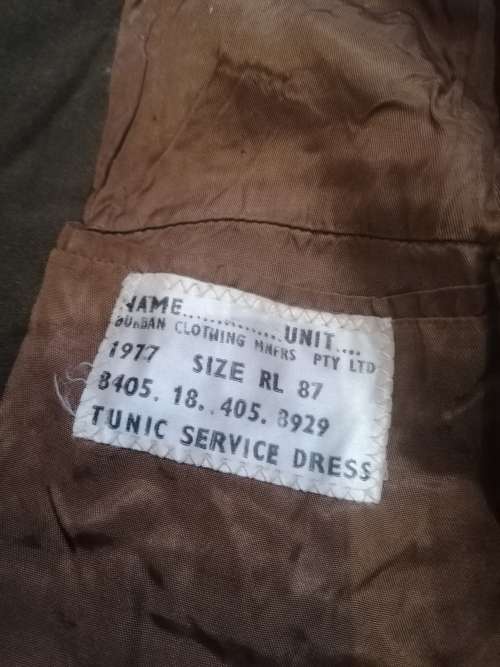 NAME..............UNIT....
DURBAN CLOTHING MNFRS PTY LTD
1977 SIZE RL 87
8405. 18. 405. 8929
TUNIC SERVICE DRESS